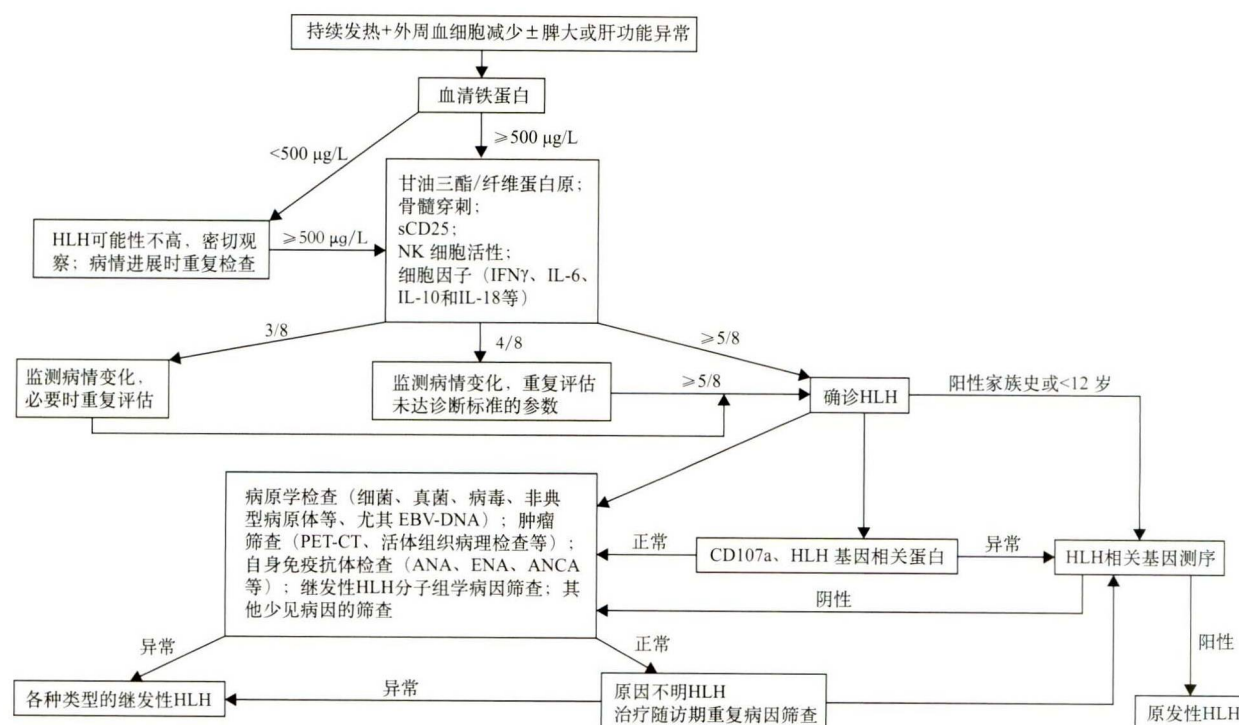 持续发热+外周血细胞减少±脾大或肝功能异常
血清铁蛋白
<500 μg/L
≥500 μg/L
甘油三酯/纤维蛋白原；
骨髓穿刺；
sCD25；
NK 细胞活性；
细胞因子（IFNγ、IL-6、
IL-10和IL-18等）
HLH可能性不高，密切观
察；病情进展时重复检查
≥500 μg/L
3/8
4/8
≥5/8
监测病情变化，
必要时重复评估
监测病情变化，重复评估
未达诊断标准的参数
≥5/8
确诊HLH
阳性家族史或<12 岁
病原学检查（细菌、真菌、病毒、非典
型病原体等、尤其 EBV-DNA）；肿瘤
筛查（PET-CT、活体组织病理检查等）；
自身免疫抗体检查（ANA、ENA、ANCA
等）；继发性HLH分子组学病因筛查；其
他少见病因的筛查
正常
CD107a、HLH 基因相关蛋白
异常
HLH相关基因测序
阴性
异常
正常
阳性
各种类型的继发性HLH
异常
原因不明HLH
治疗随访期重复病因筛查
原发性HLH